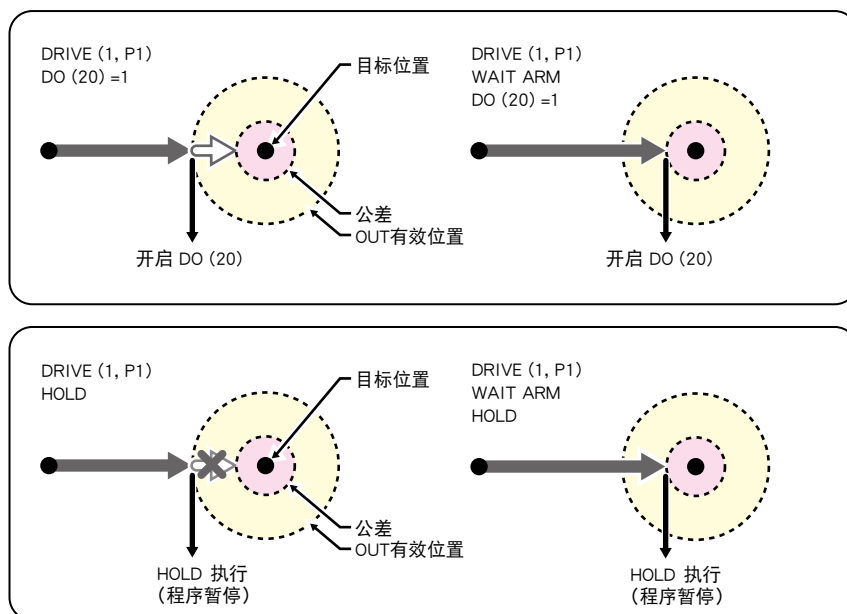 DRIVE (1, P1)
DO (20) =1
目标位置
公差
OUT有效位置
开启 DO (20)
DRIVE (1, P1)
WAIT ARM
DO (20) =1
开启 DO (20)
DRIVE (1, P1)
HOLD
目标位置
公差
OUT有效位置
HOLD 执行
（程序暂停）
DRIVE (1, P1)
WAIT ARM
HOLD
HOLD 执行
（程序暂停）